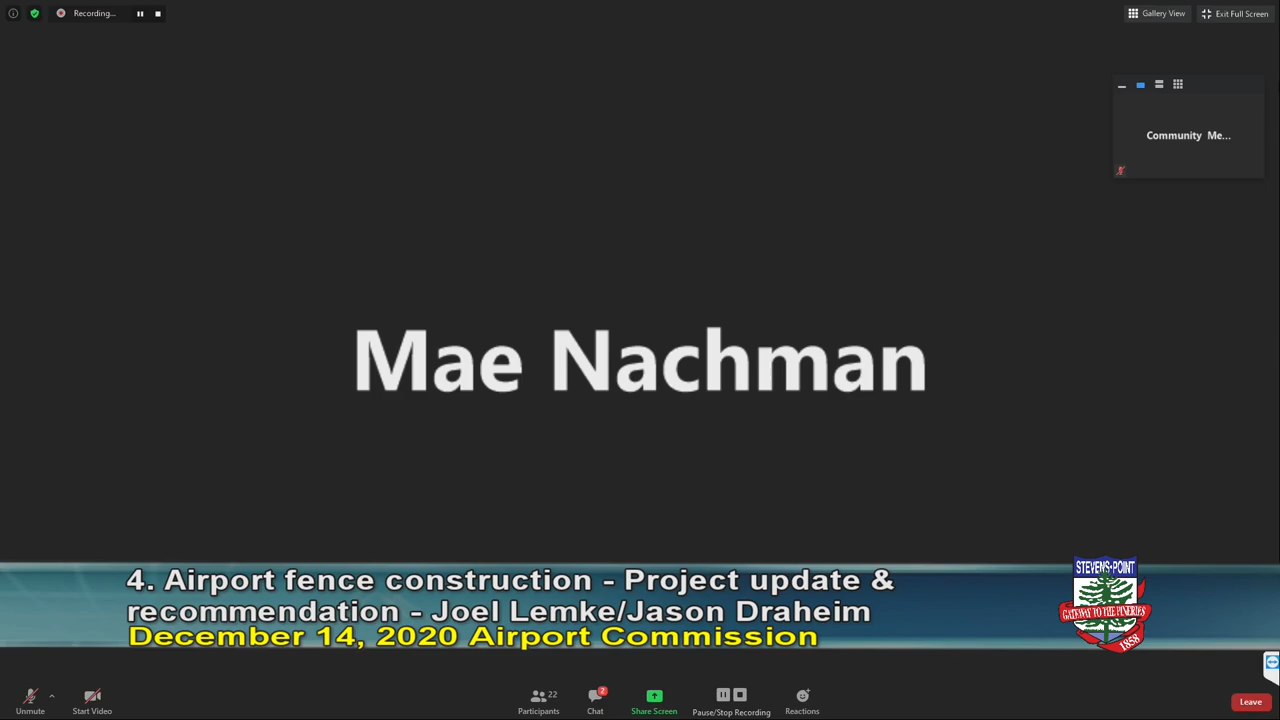 Recording...
Gallery View
Exit Full Screen
Community Me...
Mae Nachman
4. Airport fence construction - Project update &
recommendation - Joel Lemke/Jason Draheim
December 14, 2020 Airport Commission
STEVENS•POINT
GATEWAY TO THE PINERIES
1858
Unmute
Start Video
22
Participants
2
Chat
Share Screen
Pause/Stop Recording
Reactions
Leave